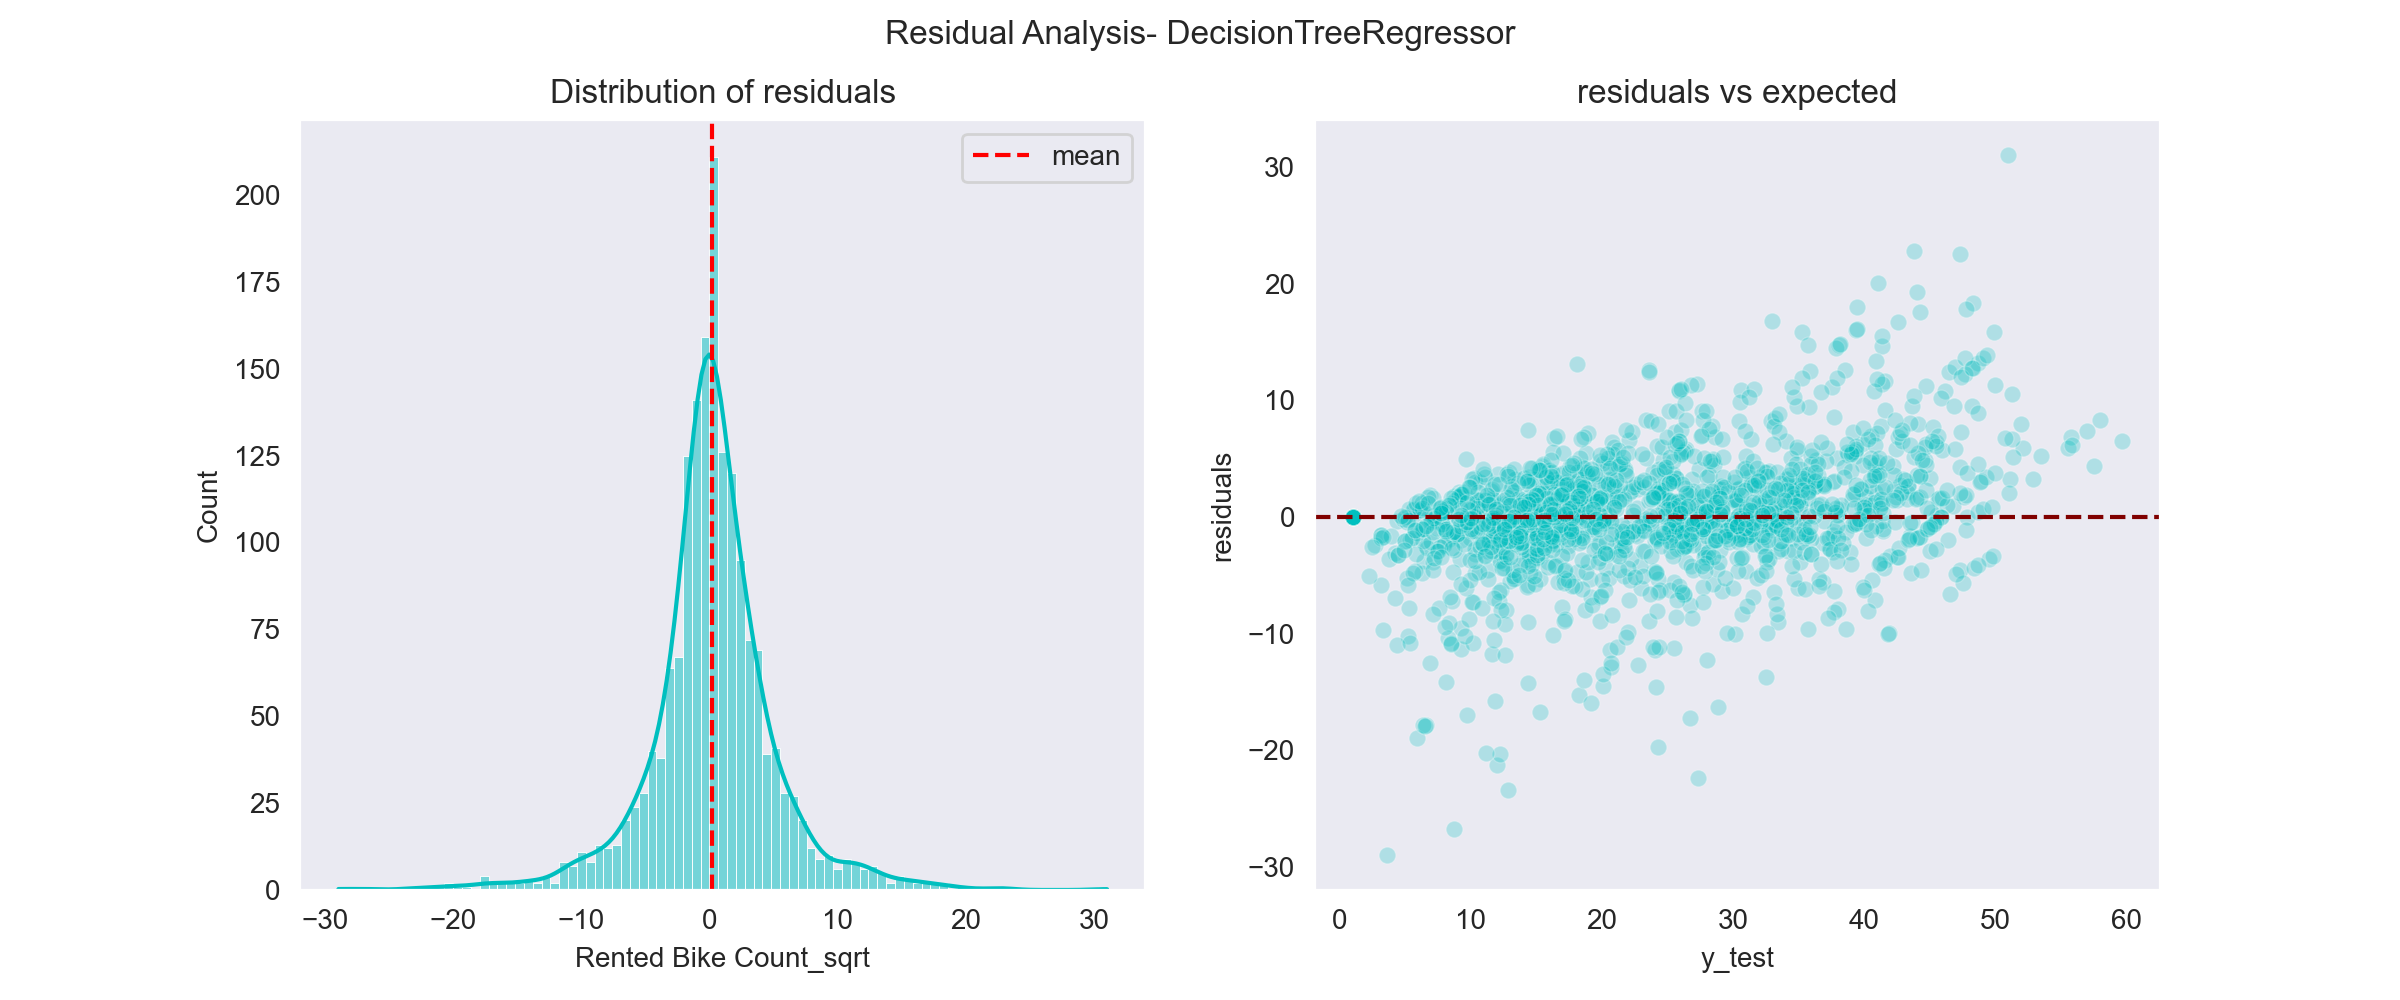 Residual Analysis- DecisionTreeRegressor
Distribution of residuals
mean
200
175
150
125
100
75
50
25
0
Count
−30 −20 −10 0 10 20 30
Rented Bike Count_sqrt
residuals vs expected
30
20
10
0
−10
−20
−30
residuals
0 10 20 30 40 50 60
y_test